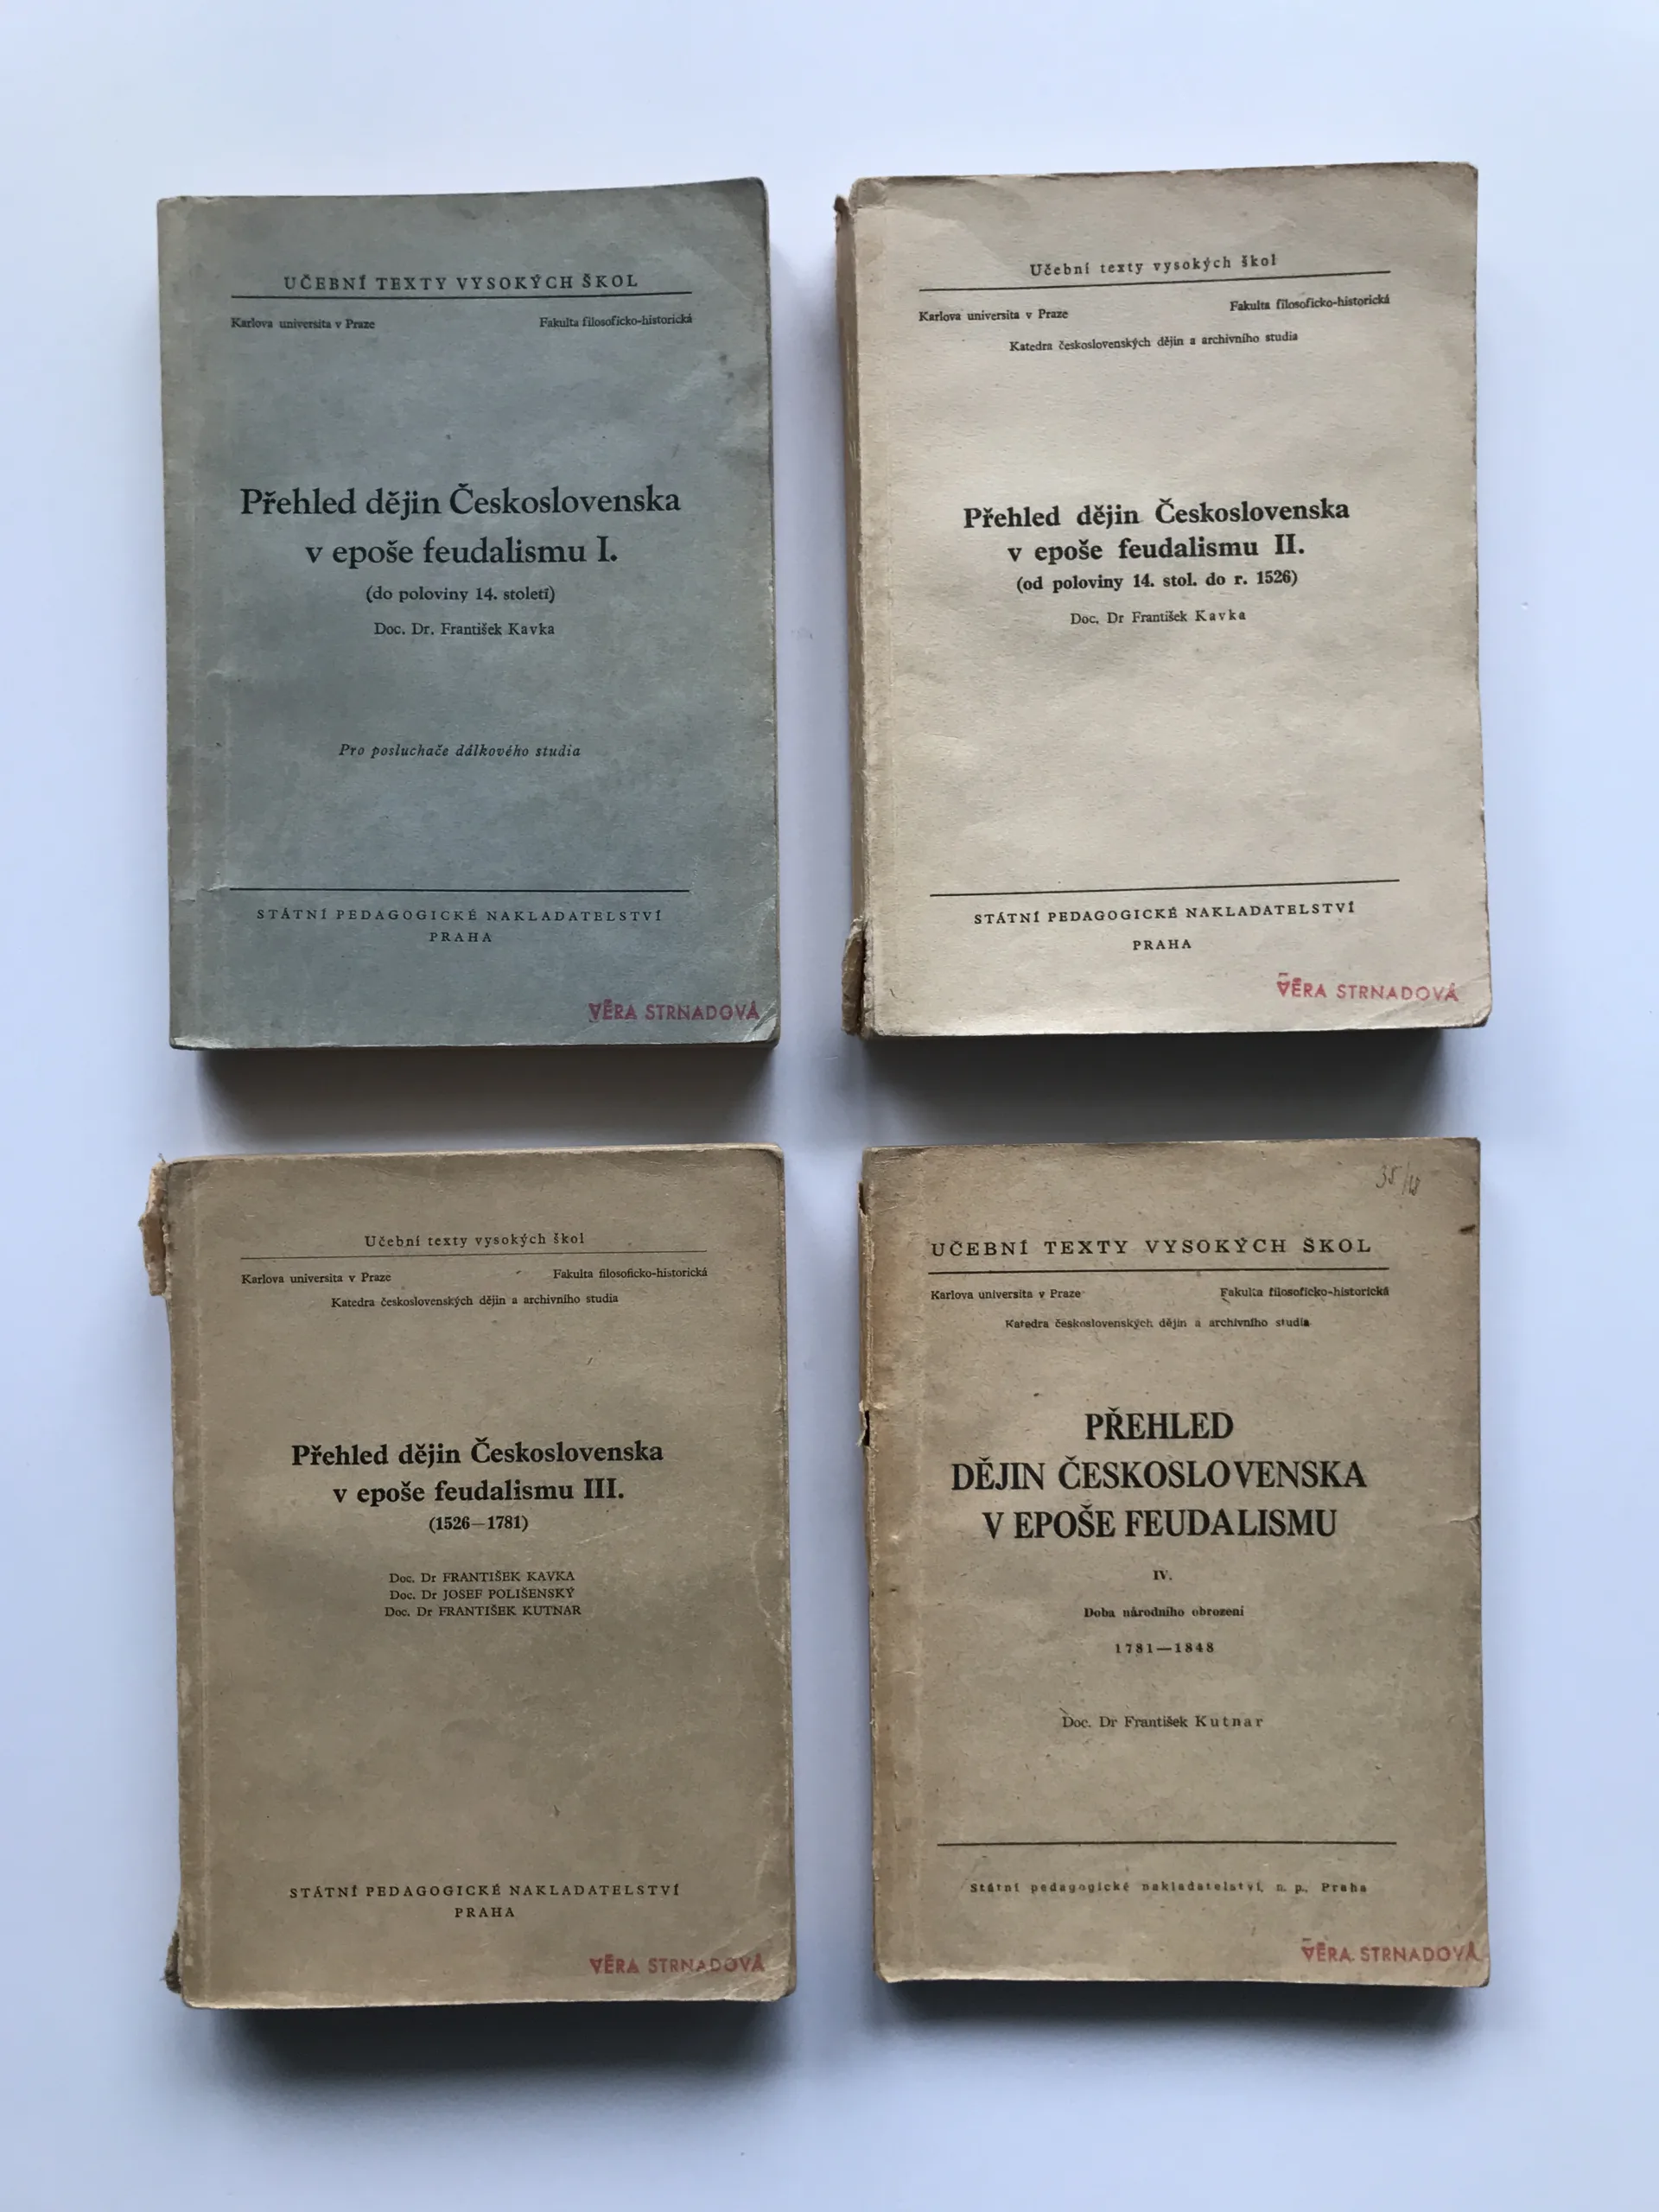 UČEBNÍ TEXTY VYSOKÝCH ŠKOL
Karlova universita v Praze Fakulta filosoficko-historická
Přehled dějin Československa
v epoše feudalismu I.
(do poloviny 14. století)
Doc. Dr. František Kavka
Pro posluchače dálkového studia
STÁTNÍ PEDAGOGICKÉ NAKLADATELSTVÍ
PRAHA
VĚRA STRNADOVÁ
Učební texty vysokých škol
Karlova universita v Praze Fakulta filosoficko-historická
Katedra československých dějin a archivního studia
Přehled dějin Československa
v epoše feudalismu II.
(od poloviny 14. stol. do r. 1526)
Doc. Dr František Kavka
STÁTNÍ PEDAGOGICKÉ NAKLADATELSTVÍ
PRAHA
VĚRA STRNADOVÁ
Učební texty vysokých škol
Karlova universita v Praze Fakulta filosoficko-historická
Katedra československých dějin a archivního studia
Přehled dějin Československa
v epoše feudalismu III.
(1526—1781)
Doc. Dr FRANTIŠEK KAVKA
Doc. Dr JOSEF POLIŠENSKÝ
Doc. Dr FRANTIŠEK KUTNAR
STÁTNÍ PEDAGOGICKÉ NAKLADATELSTVÍ
PRAHA
VĚRA STRNADOVÁ
UČEBNÍ TEXTY VYSOKÝCH ŠKOL
Karlova universita v Praze Fakulta filosoficko-historická
Katedra československých dějin a archivního studia
PŘEHLED
DĚJIN ČESKOSLOVENSKA
V EPOŠE FEUDALISMU
IV.
Doba národního obrození
1781—1848
Doc. Dr František Kutnar
Státní pedagogické nakladatelství, n. p., Praha
VĚRA STRNADOVÁ